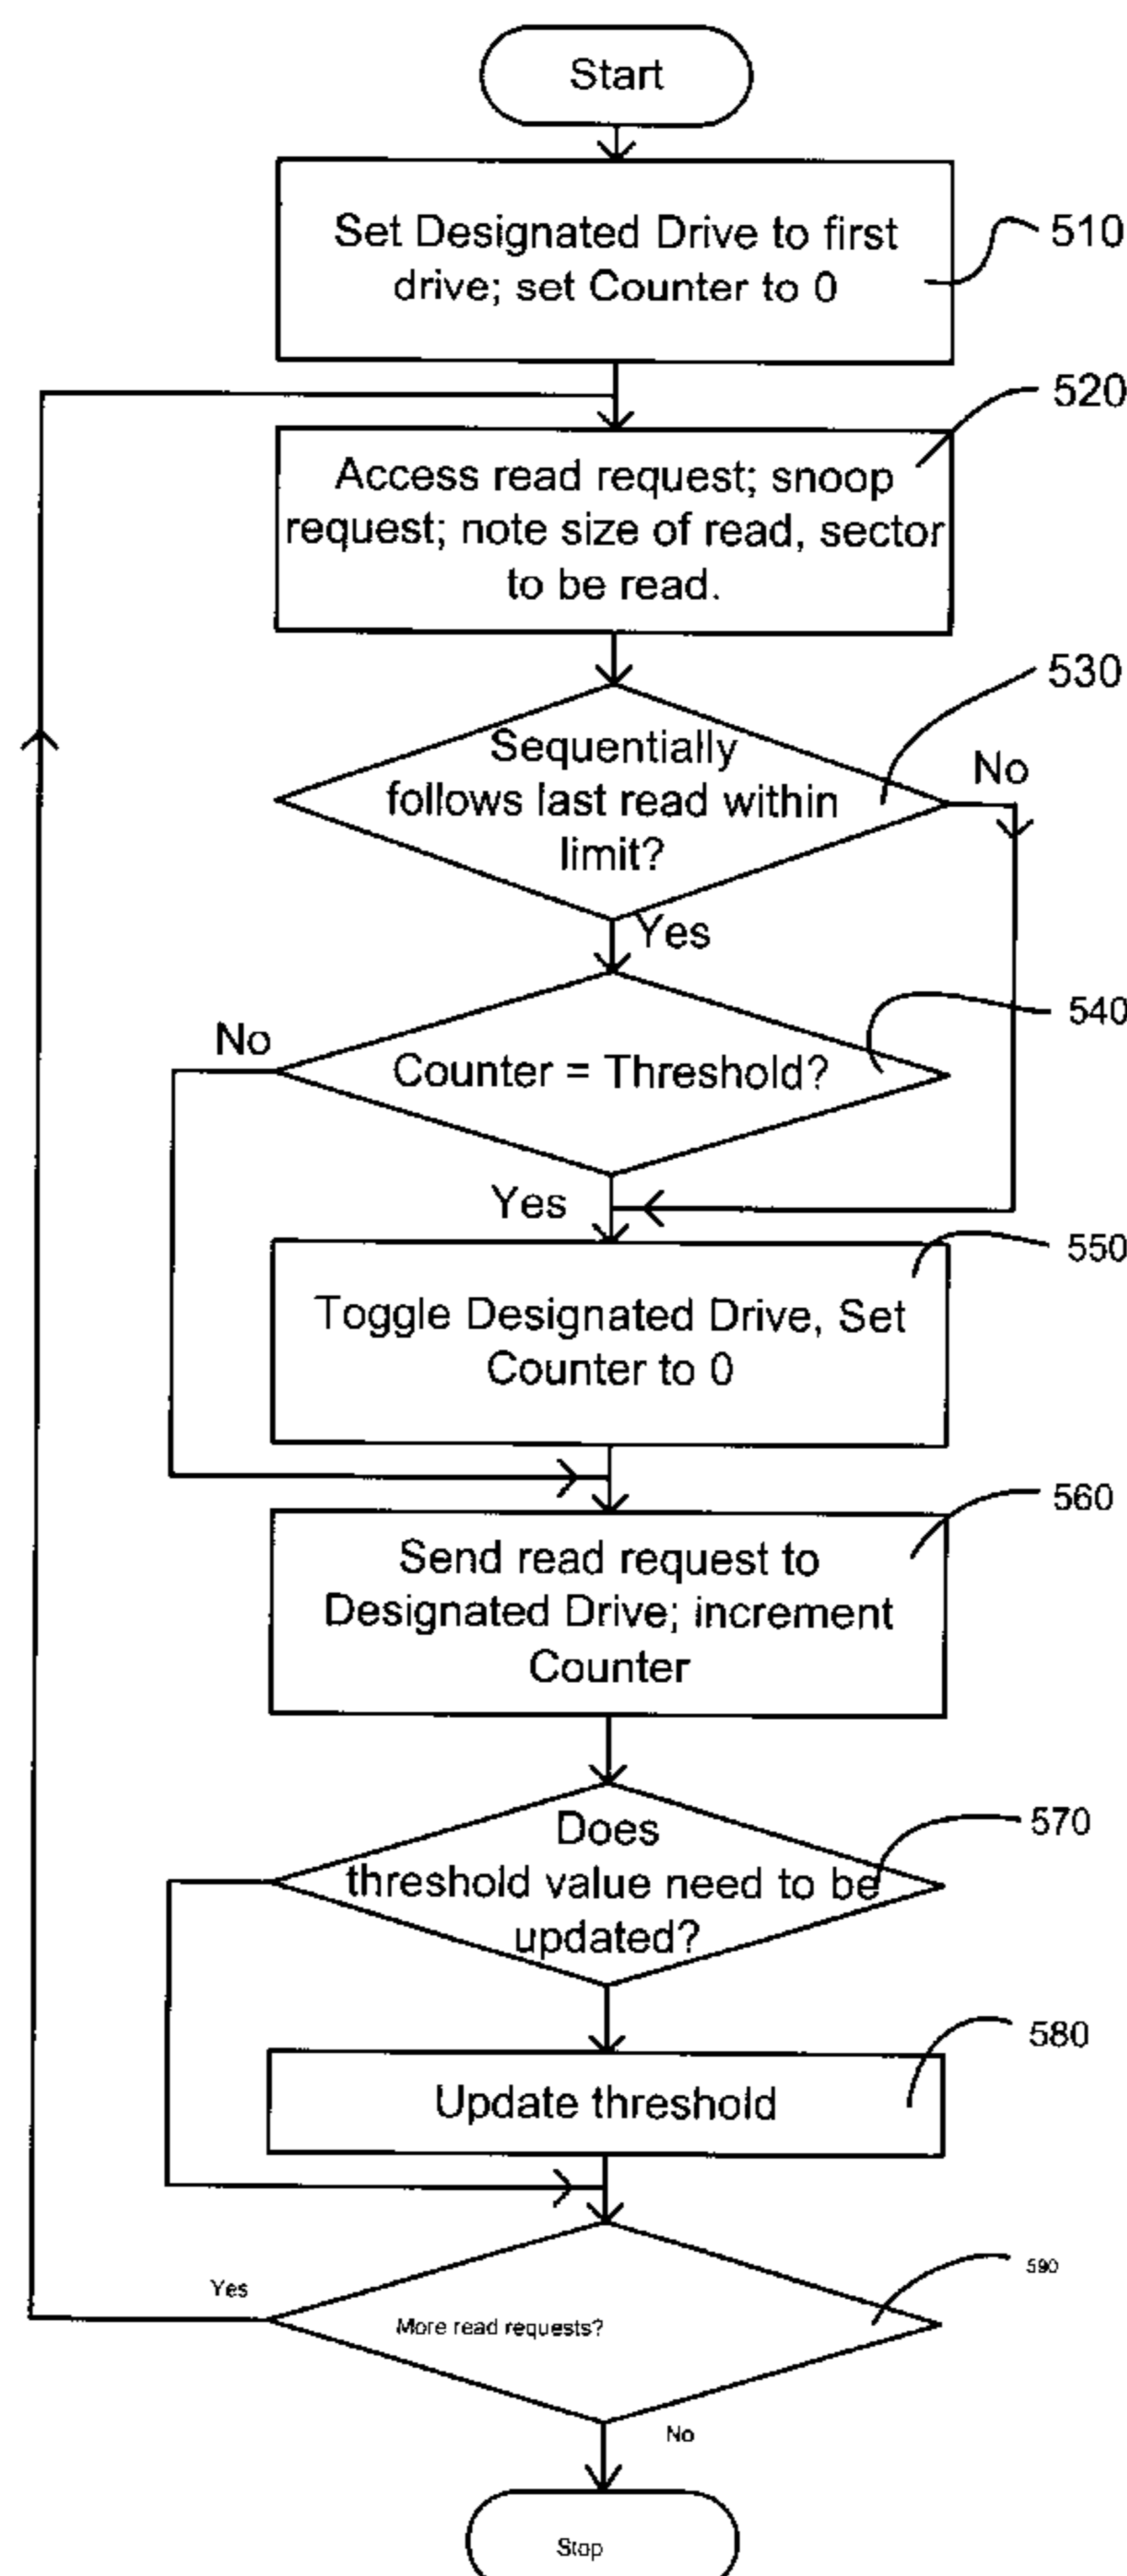 Start
Set Designated Drive to first
drive; set Counter to 0
510
520
Access read request; snoop
request; note size of read, sector
to be read.
530
Sequentially
follows last read within
limit?
No
Yes
540
No
Counter = Threshold?
Yes
550
Toggle Designated Drive, Set
Counter to 0
560
Send read request to
Designated Drive; increment
Counter
570
Does
threshold value need to be
updated?
580
Update threshold
590
Yes
More read requests?
No
Stop